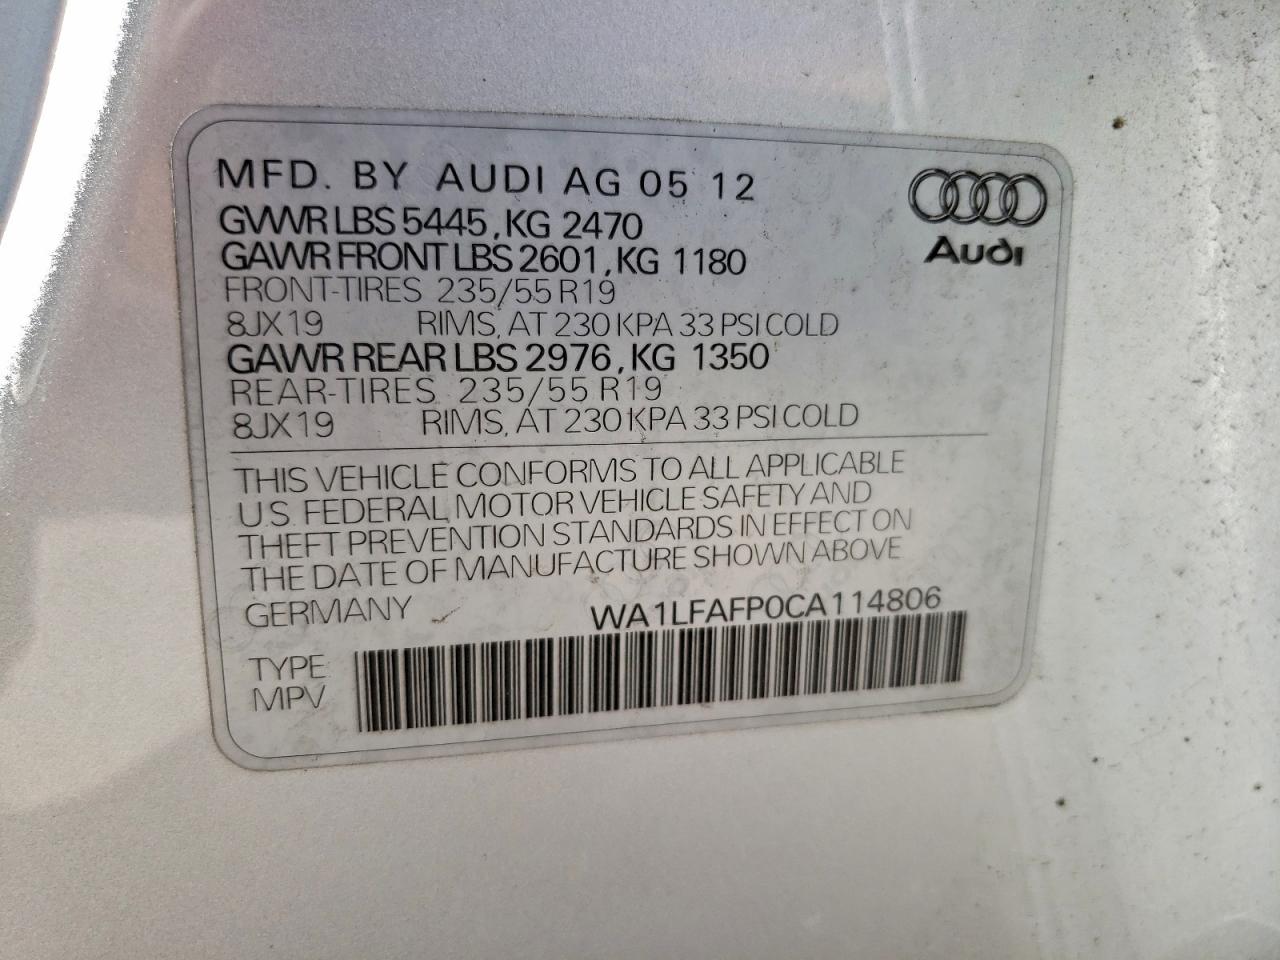 MFD. BY AUDI AG 05 12
Audi
GVWR LBS 5445, KG 2470
GAWR FRONT LBS 2601, KG 1180
FRONT-TIRES 235/55 R19
8JX19 RIMS, AT 230 KPA 33 PSI COLD
GAWR REAR LBS 2976, KG 1350
REAR-TIRES 235/55 R19
8JX19 RIMS, AT 230 KPA 33 PSI COLD
THIS VEHICLE CONFORMS TO ALL APPLICABLE
U.S. FEDERAL MOTOR VEHICLE SAFETY AND
THEFT PREVENTION STANDARDS IN EFFECT ON
THE DATE OF MANUFACTURE SHOWN ABOVE
GERMANY WA1LFAFP0CA114806
TYPE
MPV